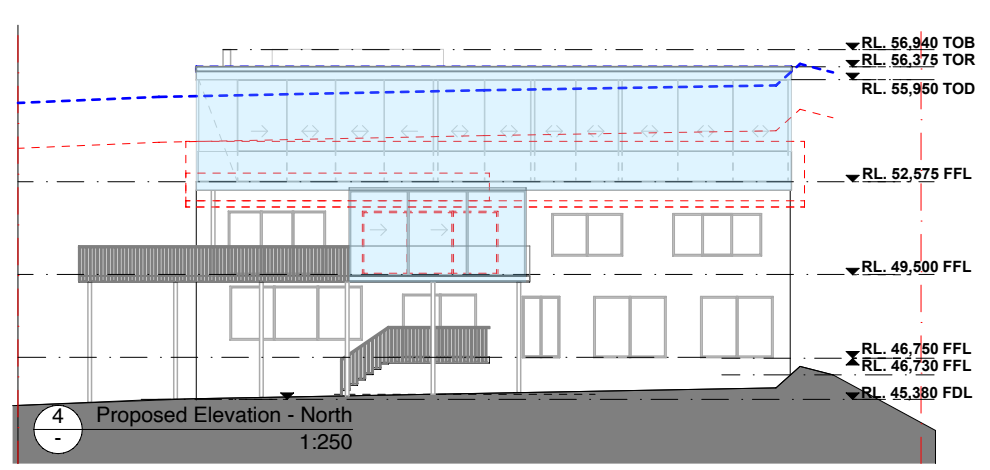 RL. 56,940 TOB
RL. 56,375 TOR
RL. 55,950 TOD
RL. 52,575 FFL
RL. 49,500 FFL
RL. 46,750 FFL
RL. 46,730 FFL
RL. 45,380 FDL
4
-
Proposed Elevation - North
1:250